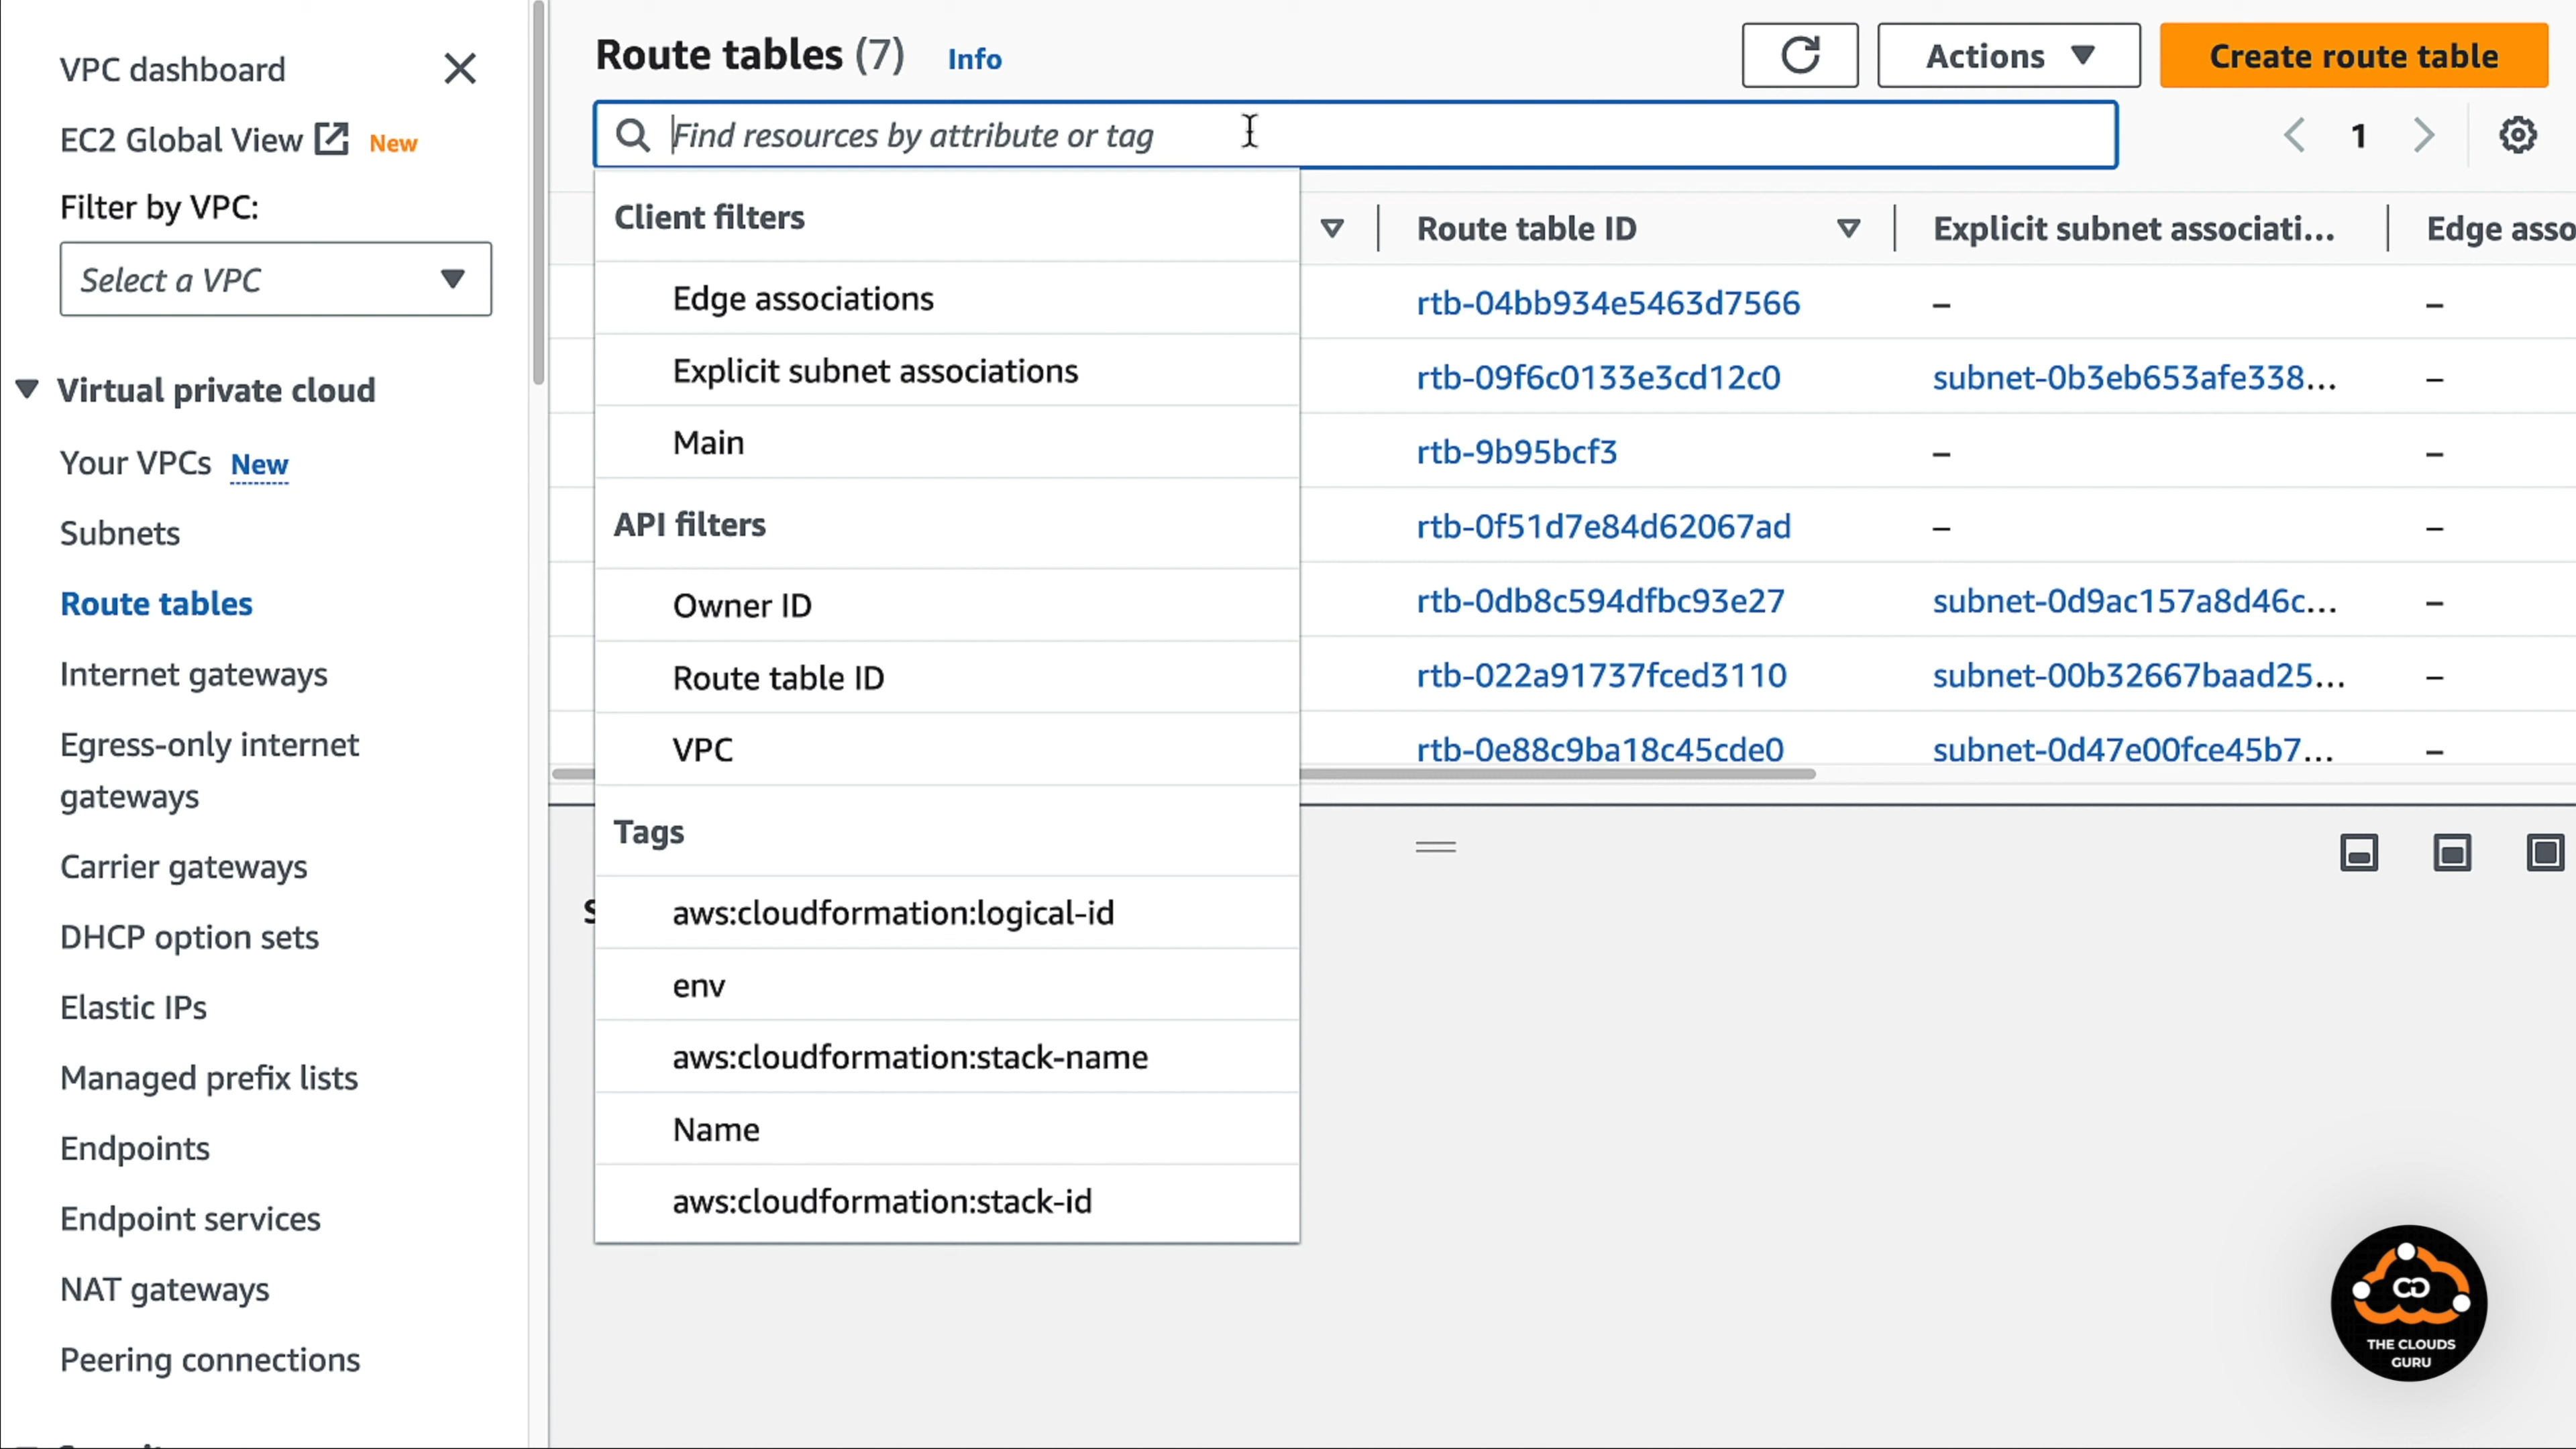 VPC dashboard
EC2 Global View New
Filter by VPC:
Select a VPC
Virtual private cloud
Your VPCs New
Subnets
Route tables
Internet gateways
Egress-only internet
gateways
Carrier gateways
DHCP option sets
Elastic IPs
Managed prefix lists
Endpoints
Endpoint services
NAT gateways
Peering connections
Route tables (7) Info
Actions
Create route table
Find resources by attribute or tag
1
Client filters
Edge associations
Explicit subnet associations
Main
API filters
Owner ID
Route table ID
VPC
Tags
aws:cloudformation:logical-id
env
aws:cloudformation:stack-name
Name
aws:cloudformation:stack-id
Route table ID Explicit subnet associati... Edge asso
rtb-04bb934e5463d7566 – –
rtb-09f6c0133e3cd12c0 subnet-0b3eb653afe338... –
rtb-9b95bcf3 – –
rtb-0f51d7e84d62067ad – –
rtb-0db8c594dfbc93e27 subnet-0d9ac157a8d46c... –
rtb-022a91737fced3110 subnet-00b32667baad25... –
rtb-0e88c9ba18c45cde0 subnet-0d47e00fce45b7... –
THE CLOUDS
GURU